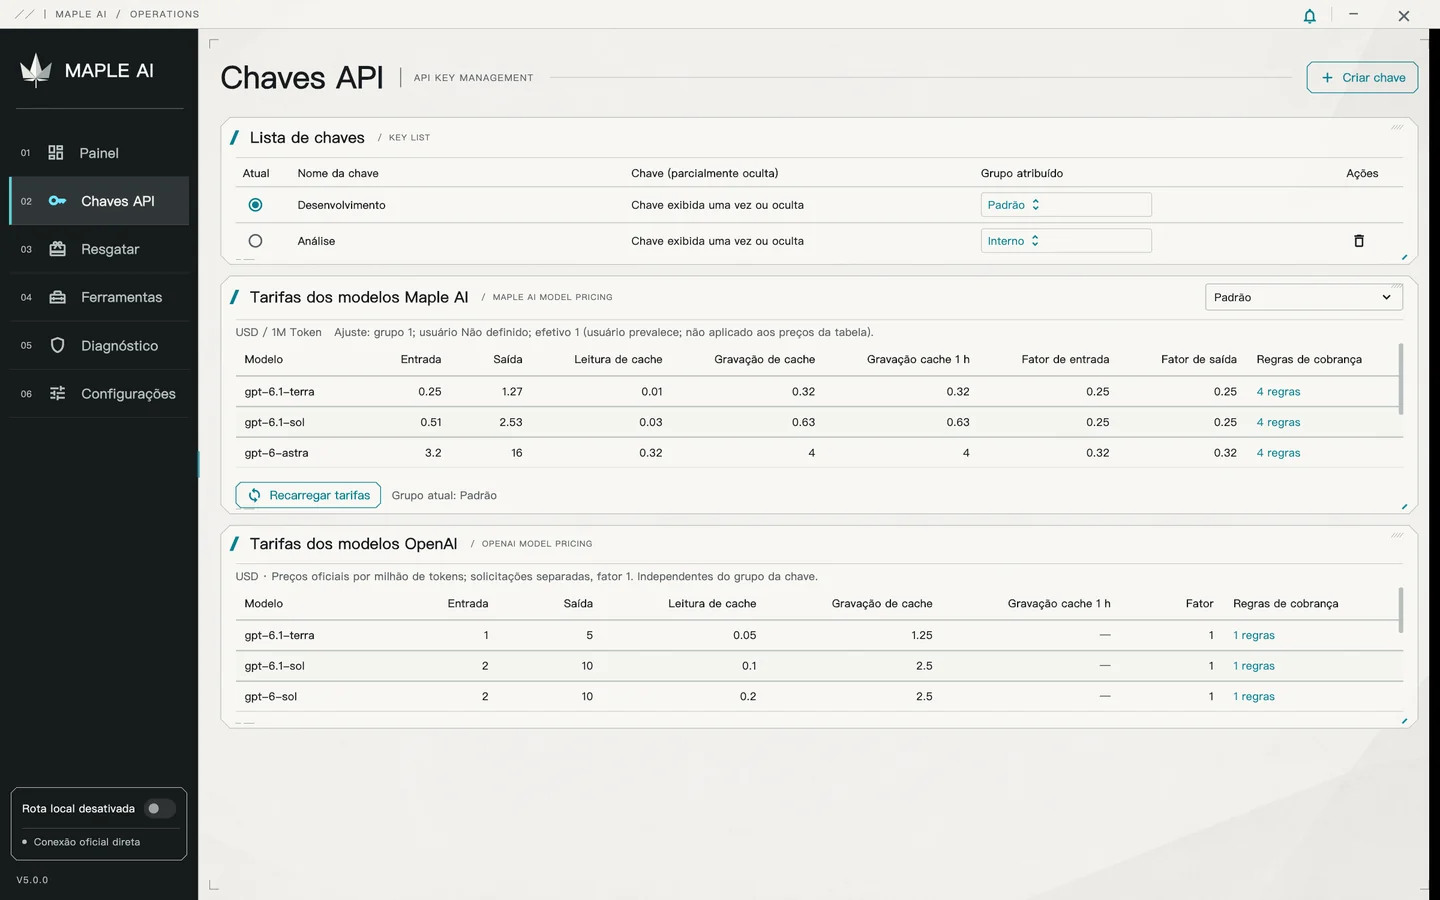 // | MAPLE AI / OPERATIONS
MAPLE AI
01 Painel
02 Chaves API
03 Resgatar
04 Ferramentas
05 Diagnóstico
06 Configurações
Rota local desativada
Conexão oficial direta
V5.0.0
Chaves API | API KEY MANAGEMENT
+ Criar chave
Lista de chaves / KEY LIST
Atual Nome da chave Chave (parcialmente oculta) Grupo atribuído Ações
Desenvolvimento Chave exibida uma vez ou oculta Padrão
Análise Chave exibida uma vez ou oculta Interno
Tarifas dos modelos Maple AI / MAPLE AI MODEL PRICING Padrão
USD / 1M Token Ajuste: grupo 1; usuário Não definido; efetivo 1 (usuário prevalece; não aplicado aos preços da tabela).
Modelo Entrada Saída Leitura de cache Gravação de cache Gravação cache 1 h Fator de entrada Fator de saída Regras de cobrança
gpt-6.1-terra 0.25 1.27 0.01 0.32 0.32 0.25 0.25 4 regras
gpt-6.1-sol 0.51 2.53 0.03 0.63 0.63 0.25 0.25 4 regras
gpt-6-astra 3.2 16 0.32 4 4 0.32 0.32 4 regras
Recarregar tarifas Grupo atual: Padrão
Tarifas dos modelos OpenAI / OPENAI MODEL PRICING
USD · Preços oficiais por milhão de tokens; solicitações separadas, fator 1. Independentes do grupo da chave.
Modelo Entrada Saída Leitura de cache Gravação de cache Gravação cache 1 h Fator Regras de cobrança
gpt-6.1-terra 1 5 0.05 1.25 — 1 1 regras
gpt-6.1-sol 2 10 0.1 2.5 — 1 1 regras
gpt-6-sol 2 10 0.2 2.5 — 1 1 regras